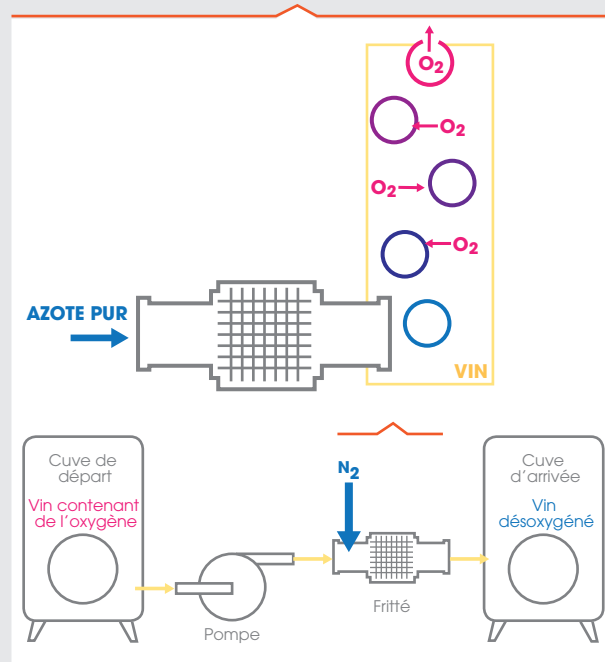 O2
O2
O2
O2
AZOTE PUR
VIN
Cuve de
départ
Vin contenant
de l'oxygène
N2
Cuve
d'arrivée
Vin
désoxygéné
Fritté
Pompe